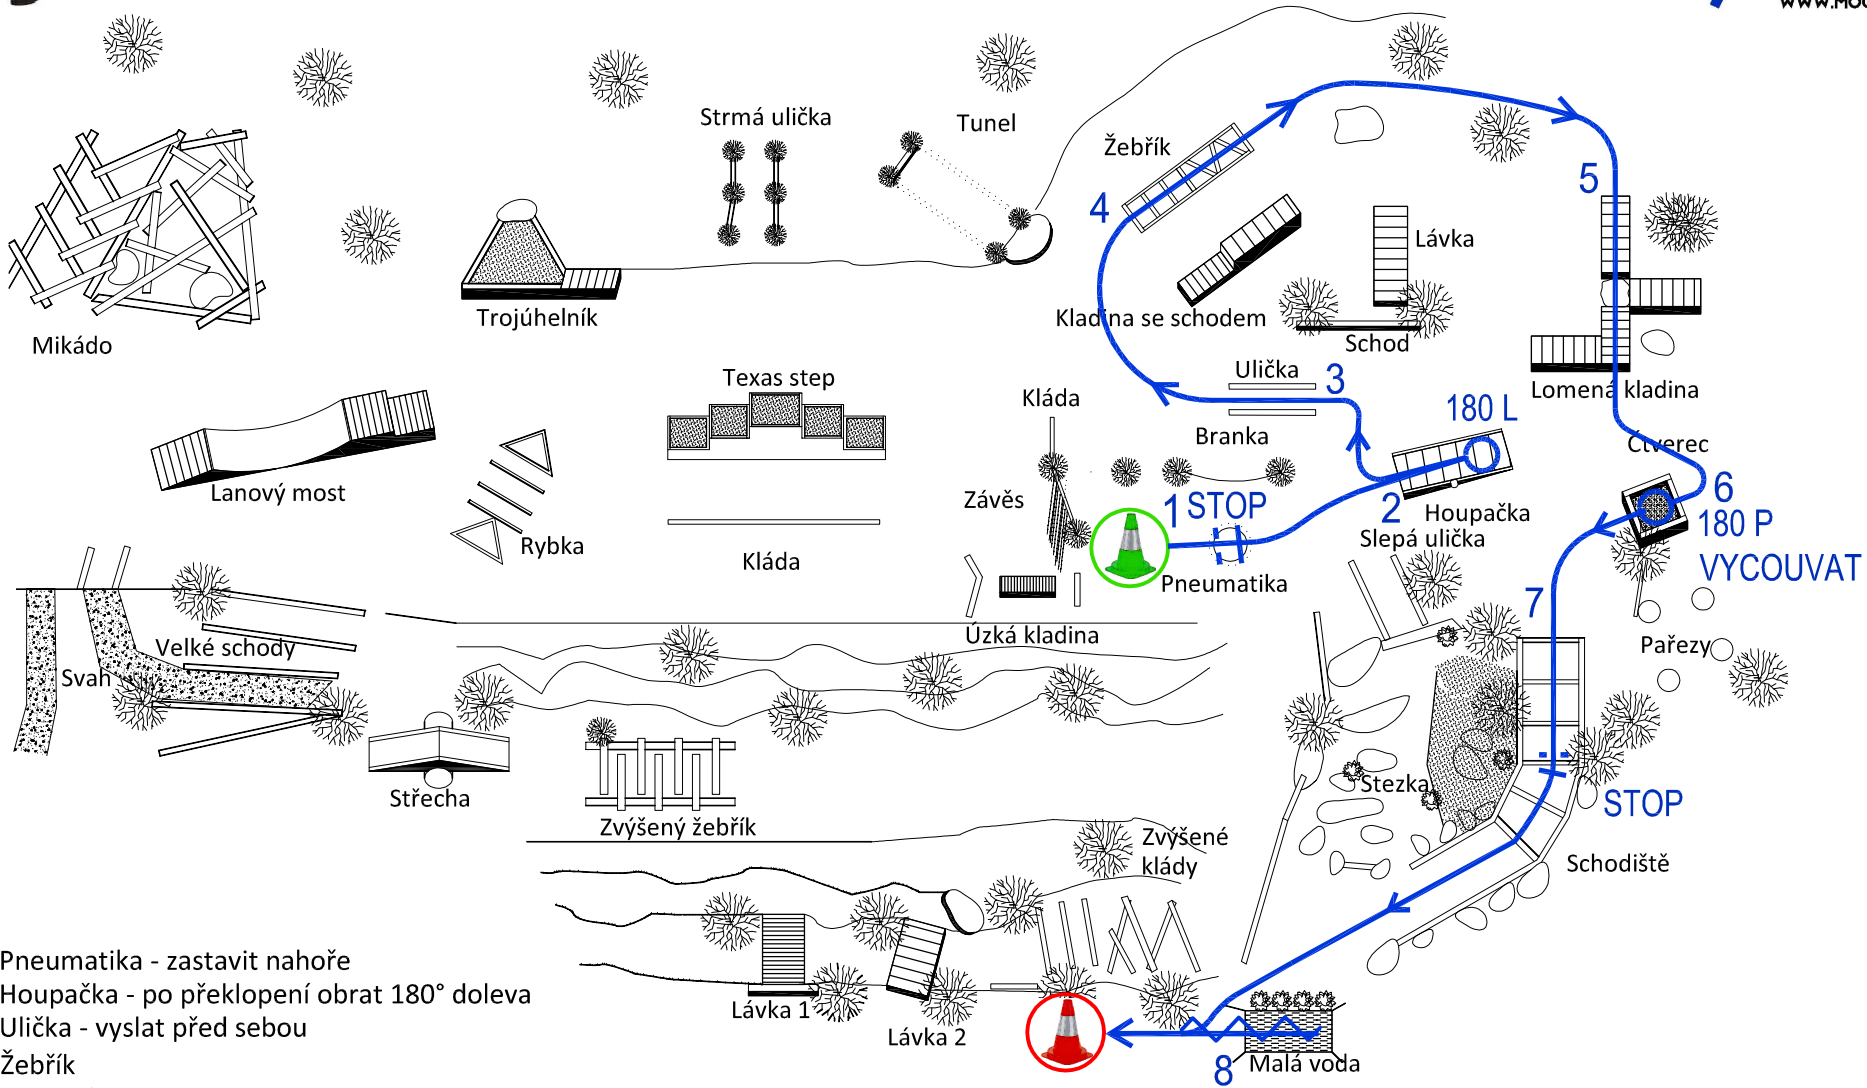 Strmá ulička
Tunel
Žebřík
4
5
Lávka
Mikádo
Trojúhelník
Kladina se schodem
Schod
Lomená kladina
Texas step
Ulička
3
Kláda
Branka
180 L
Čtverec
Lanový most
Závěs
1
STOP
2
Houpačka
Slepá ulička
6
180 P
VYCOUVAT
Rybka
Kláda
Pneumatika
7
Úzká kladina
Pařezy
Velké schody
Svah
Střecha
Zvýšený žebřík
Stezka
STOP
Zvýšené
klády
Schodiště
Lávka 1
Lávka 2
8
Malá voda
Pneumatika - zastavit nahoře
Houpačka - po překlopení obrat 180° doleva
Ulička - vyslat před sebou
Žebřík